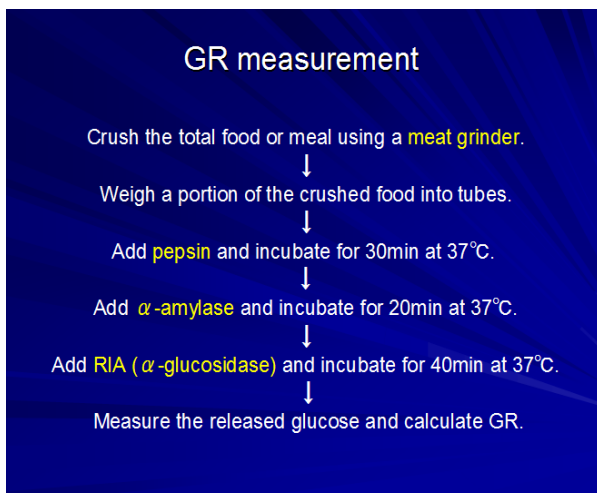 GR measurement
Crush the total food or meal using a meat grinder.
↓
Weigh a portion of the crushed food into tubes.
↓
Add pepsin and incubate for 30min at 37℃.
↓
Add α-amylase and incubate for 20min at 37℃.
↓
Add RIA (α-glucosidase) and incubate for 40min at 37℃.
↓
Measure the released glucose and calculate GR.